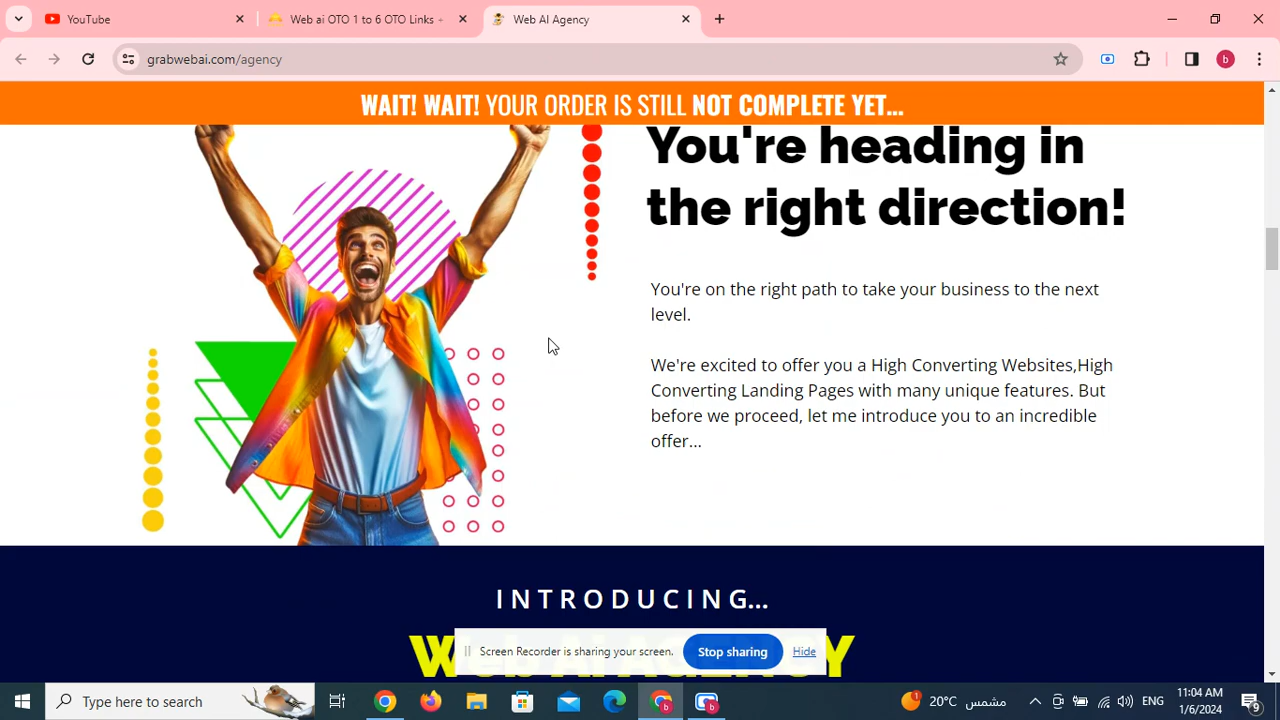 YouTube
Web ai OTO 1 to 6 OTO Links +
Web AI Agency
grabwebai.com/agency
b
WAIT! WAIT! YOUR ORDER IS STILL NOT COMPLETE YET...
You're heading in
the right direction!
You're on the right path to take your business to the next
level.
We're excited to offer you a High Converting Websites,High
Converting Landing Pages with many unique features. But
before we proceed, let me introduce you to an incredible
offer...
INTRODUCING...
Web AI AGENCY
Screen Recorder is sharing your screen.
Stop sharing
Hide
Type here to search
1
20°C
مشمس
ENG
11:04 AM
1/6/2024
9